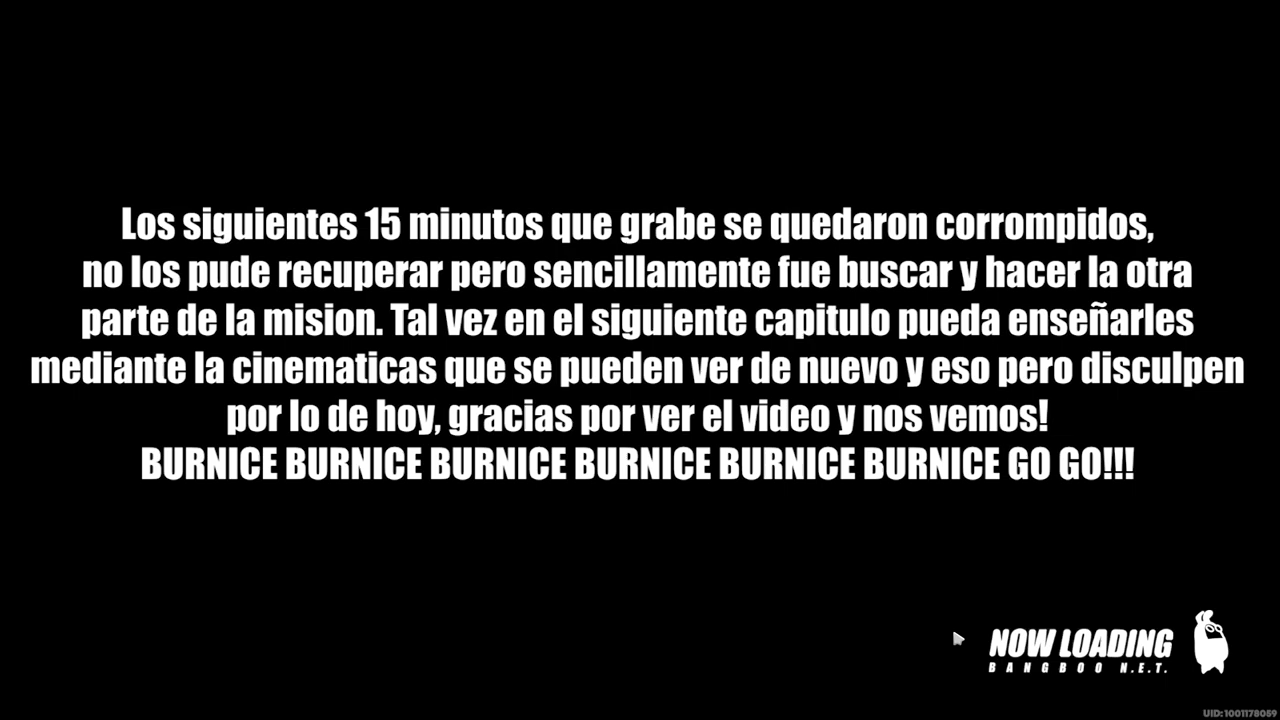 Los siguientes 15 minutos que grabe se quedaron corrompidos,
no los pude recuperar pero sencillamente fue buscar y hacer la otra
parte de la mision. Tal vez en el siguiente capitulo pueda enseñarles
mediante la cinematicas que se pueden ver de nuevo y eso pero disculpen
por lo de hoy, gracias por ver el video y nos vemos!
BURNICE BURNICE BURNICE BURNICE BURNICE BURNICE GO GO!!!
NOW LOADING
BANGBOO N.E.T.
UID: 1001178059